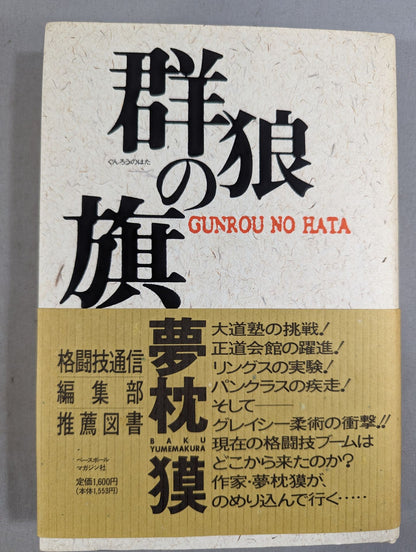 群狼の旗
ぐんろうのはた
GUNROU NO HATA
夢枕獏
BAKU
YUMEMAKURA
大道塾の挑戦!
正道会館の躍進!
リングスの実験!
パンクラスの疾走!
そして――
グレイシー柔術の衝撃!!
現在の格闘技ブームは
どこから来たのか?
作家・夢枕獏が、
のめり込んで行く……
格闘技通信
編集部
推薦図書
ベースボール
マガジン社
定価1,600円
(本体1,553円)